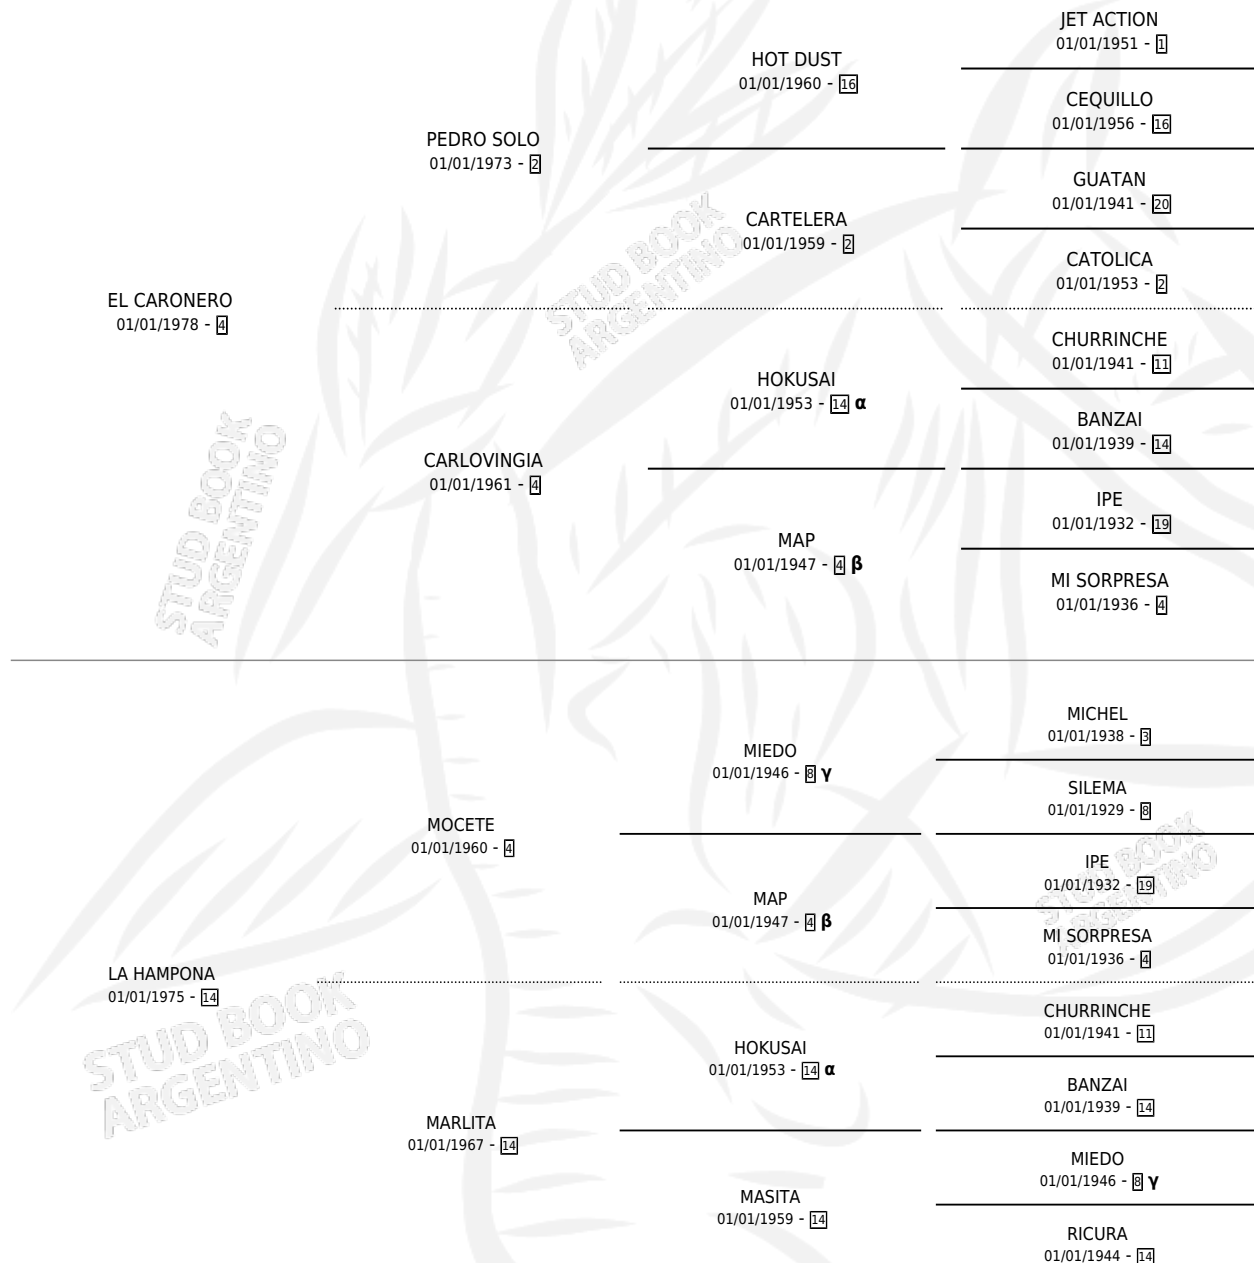 JET ACTION
01/01/1951 - 1
HOT DUST
01/01/1960 - 16
CEQUILLO
01/01/1956 - 16
PEDRO SOLO
01/01/1973 - 2
GUATAN
01/01/1941 - 20
CARTELERA
01/01/1959 - 2
CATOLICA
01/01/1953 - 2
STUD BOOK
ARGENTINO
EL CARONERO
01/01/1978 - 4
CHURRINCHE
01/01/1941 - 11
HOKUSAI
01/01/1953 - 14 α
BANZAI
01/01/1939 - 14
CARLOVINGIA
01/01/1961 - 4
IPE
01/01/1932 - 19
MAP
01/01/1947 - 4 β
MI SORPRESA
01/01/1936 - 4
STUD BOOK
ARGENTINO
MICHEL
01/01/1938 - 3
MIEDO
01/01/1946 - 8 γ
SILEMA
01/01/1929 - 8
MOCETE
01/01/1960 - 4
IPE
01/01/1932 - 19
MAP
01/01/1947 - 4 β
MI SORPRESA
01/01/1936 - 4
STUD BOOK
ARGENTINO
LA HAMPONA
01/01/1975 - 14
CHURRINCHE
01/01/1941 - 11
HOKUSAI
01/01/1953 - 14 α
BANZAI
01/01/1939 - 14
STUD BOOK
ARGENTINO
MARLITA
01/01/1967 - 14
MIEDO
01/01/1946 - 8 γ
MASITA
01/01/1959 - 14
RICURA
01/01/1944 - 14